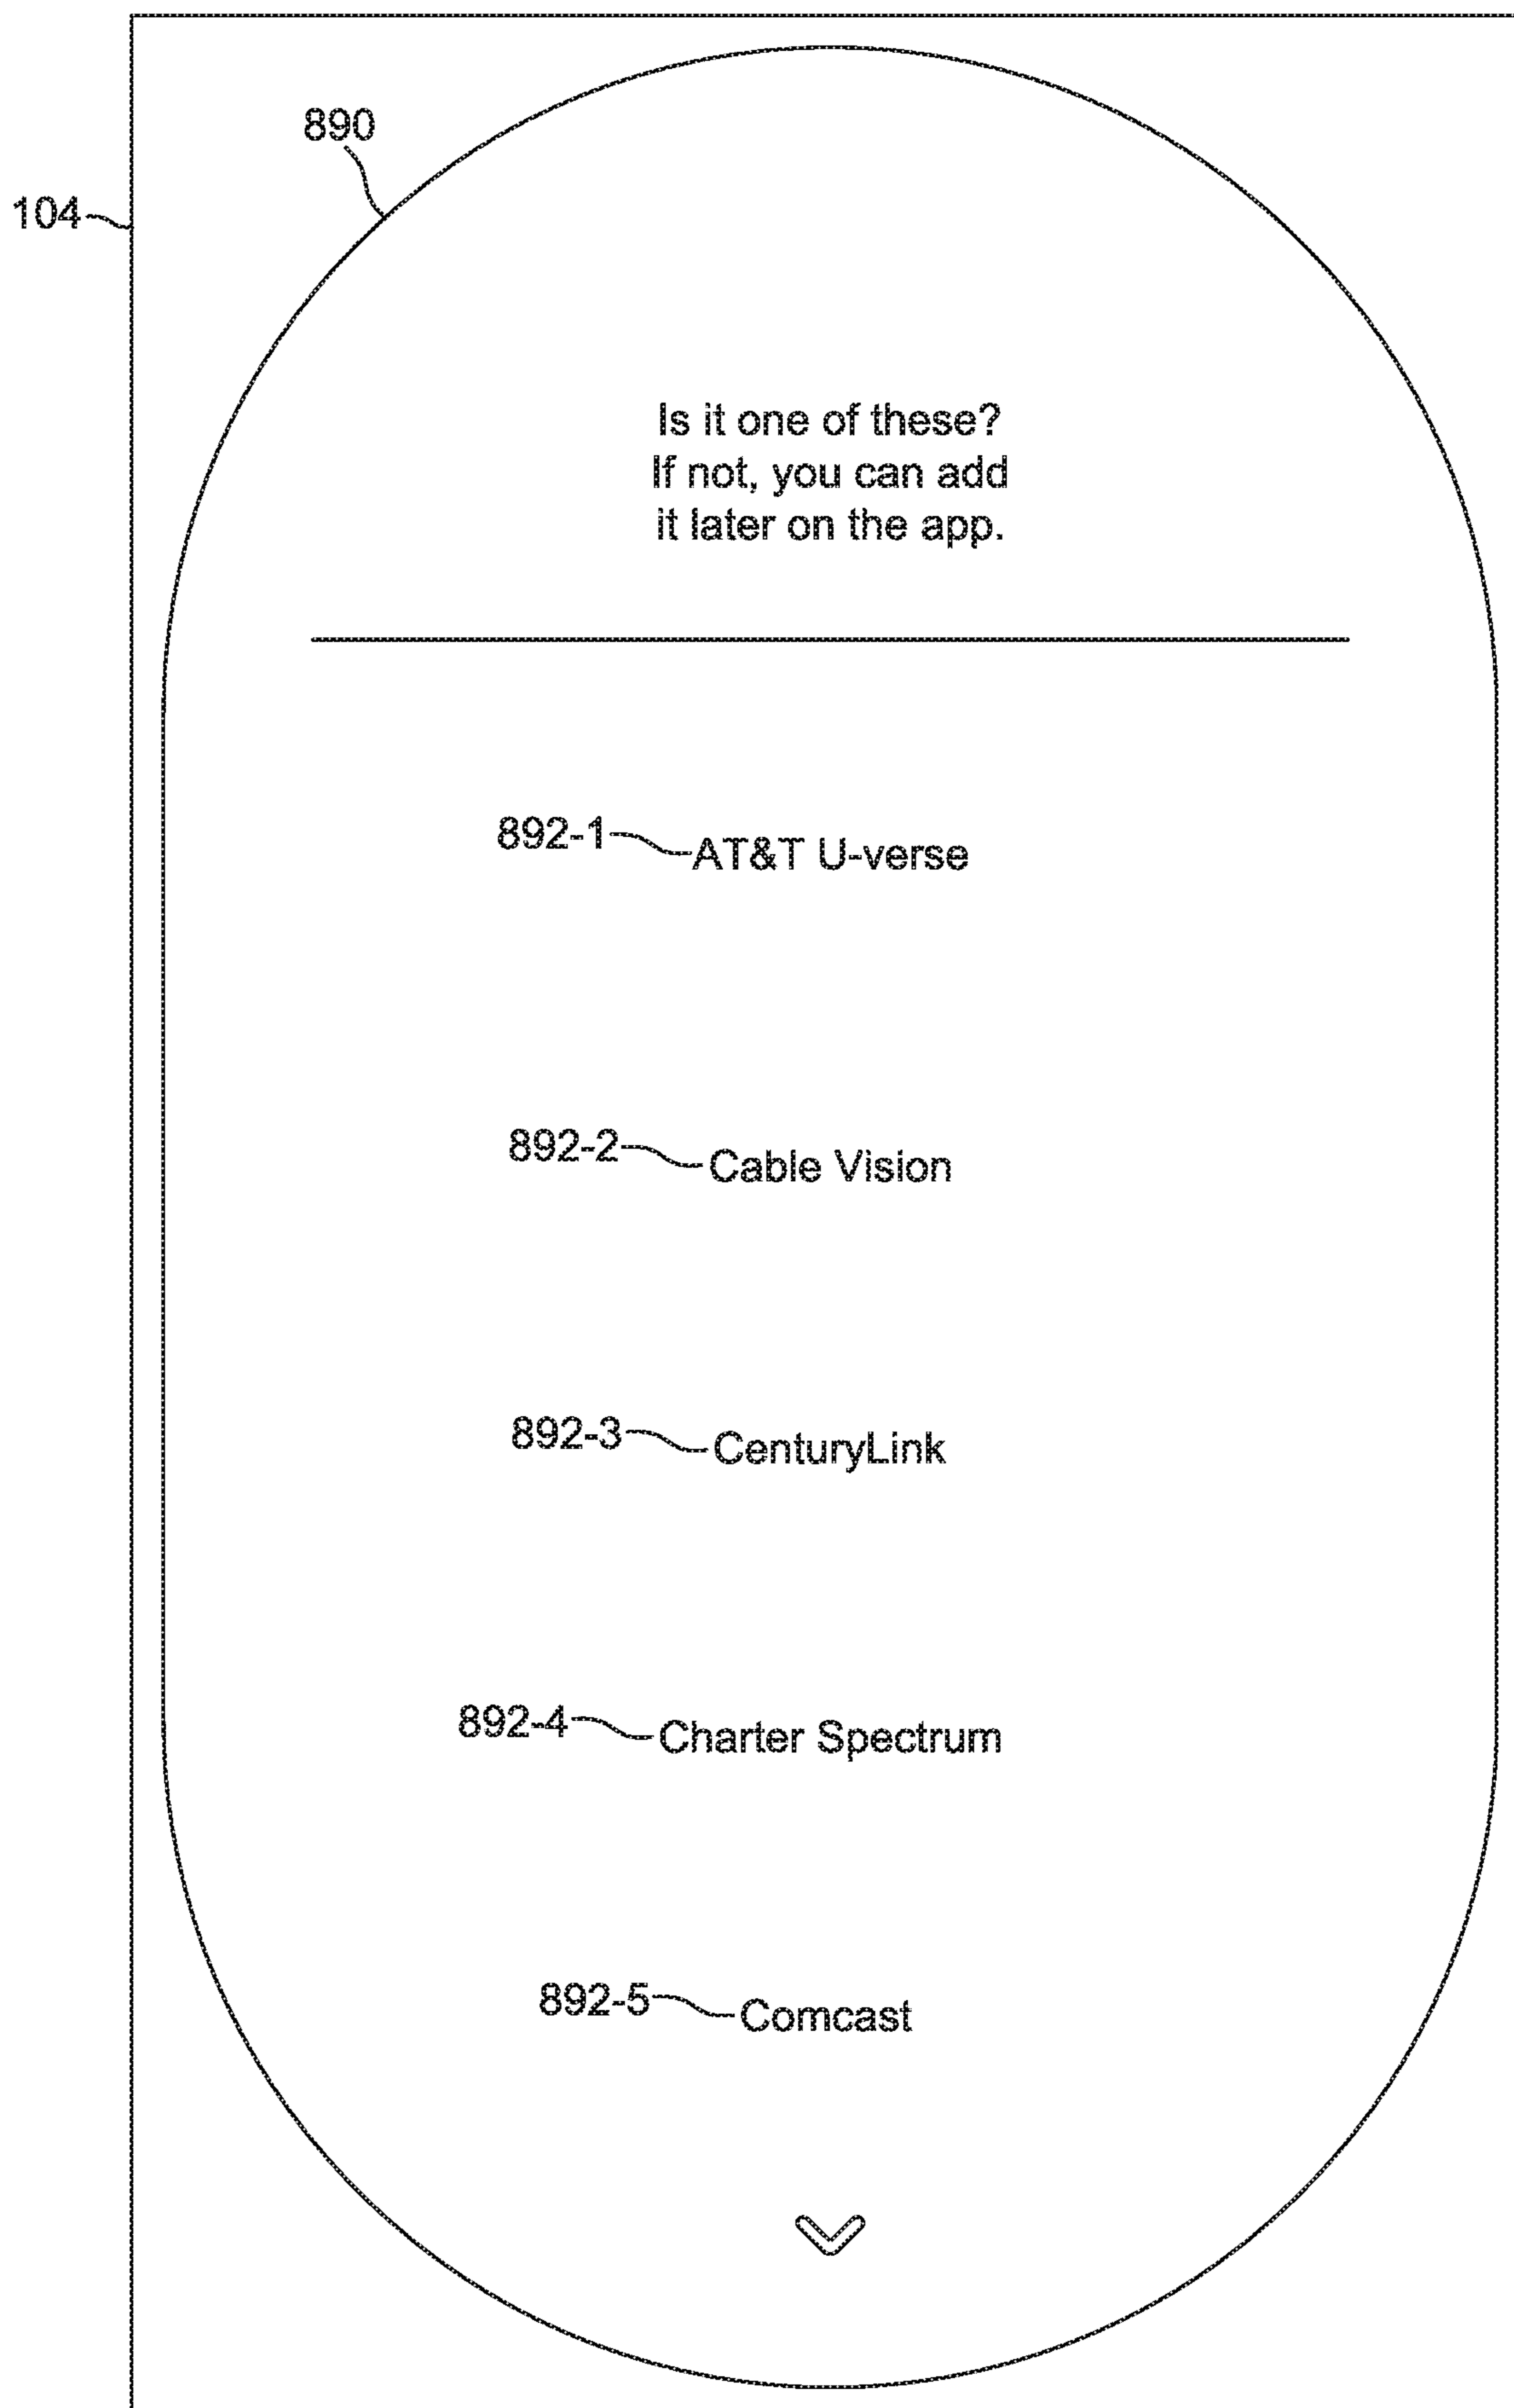 890
104
Is it one of these?
If not, you can add
it later on the app.
892-1 AT&T U-verse
892-2 Cable Vision
892-3 CenturyLink
892-4 Charter Spectrum
892-5 Comcast